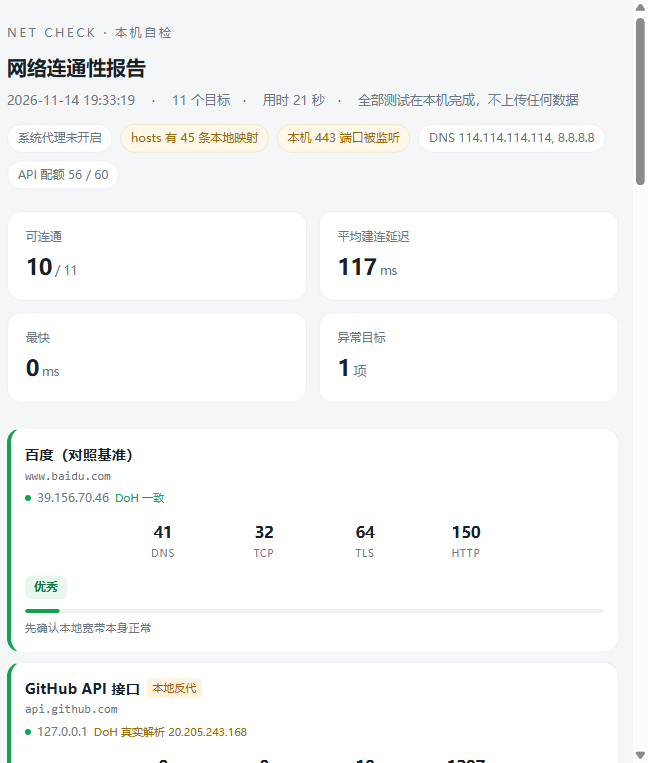 NET CHECK · 本机自检
网络连通性报告
2026-11-14 19:33:19 · 11 个目标 · 用时 21 秒 · 全部测试在本机完成，不上传任何数据
系统代理未开启 hosts 有 45 条本地映射 本机 443 端口被监听 DNS 114.114.114.114, 8.8.8.8
API 配额 56 / 60
可连通 平均建连延迟
10 / 11 117 ms
最快 异常目标
0 ms 1 项
百度（对照基准）
www.baidu.com
39.156.70.46 DoH 一致
41 32 64 150
DNS TCP TLS HTTP
优秀
先确认本地宽带本身正常
GitHub API 接口 本地反代
api.github.com
127.0.0.1 DoH 真实解析 20.205.243.168